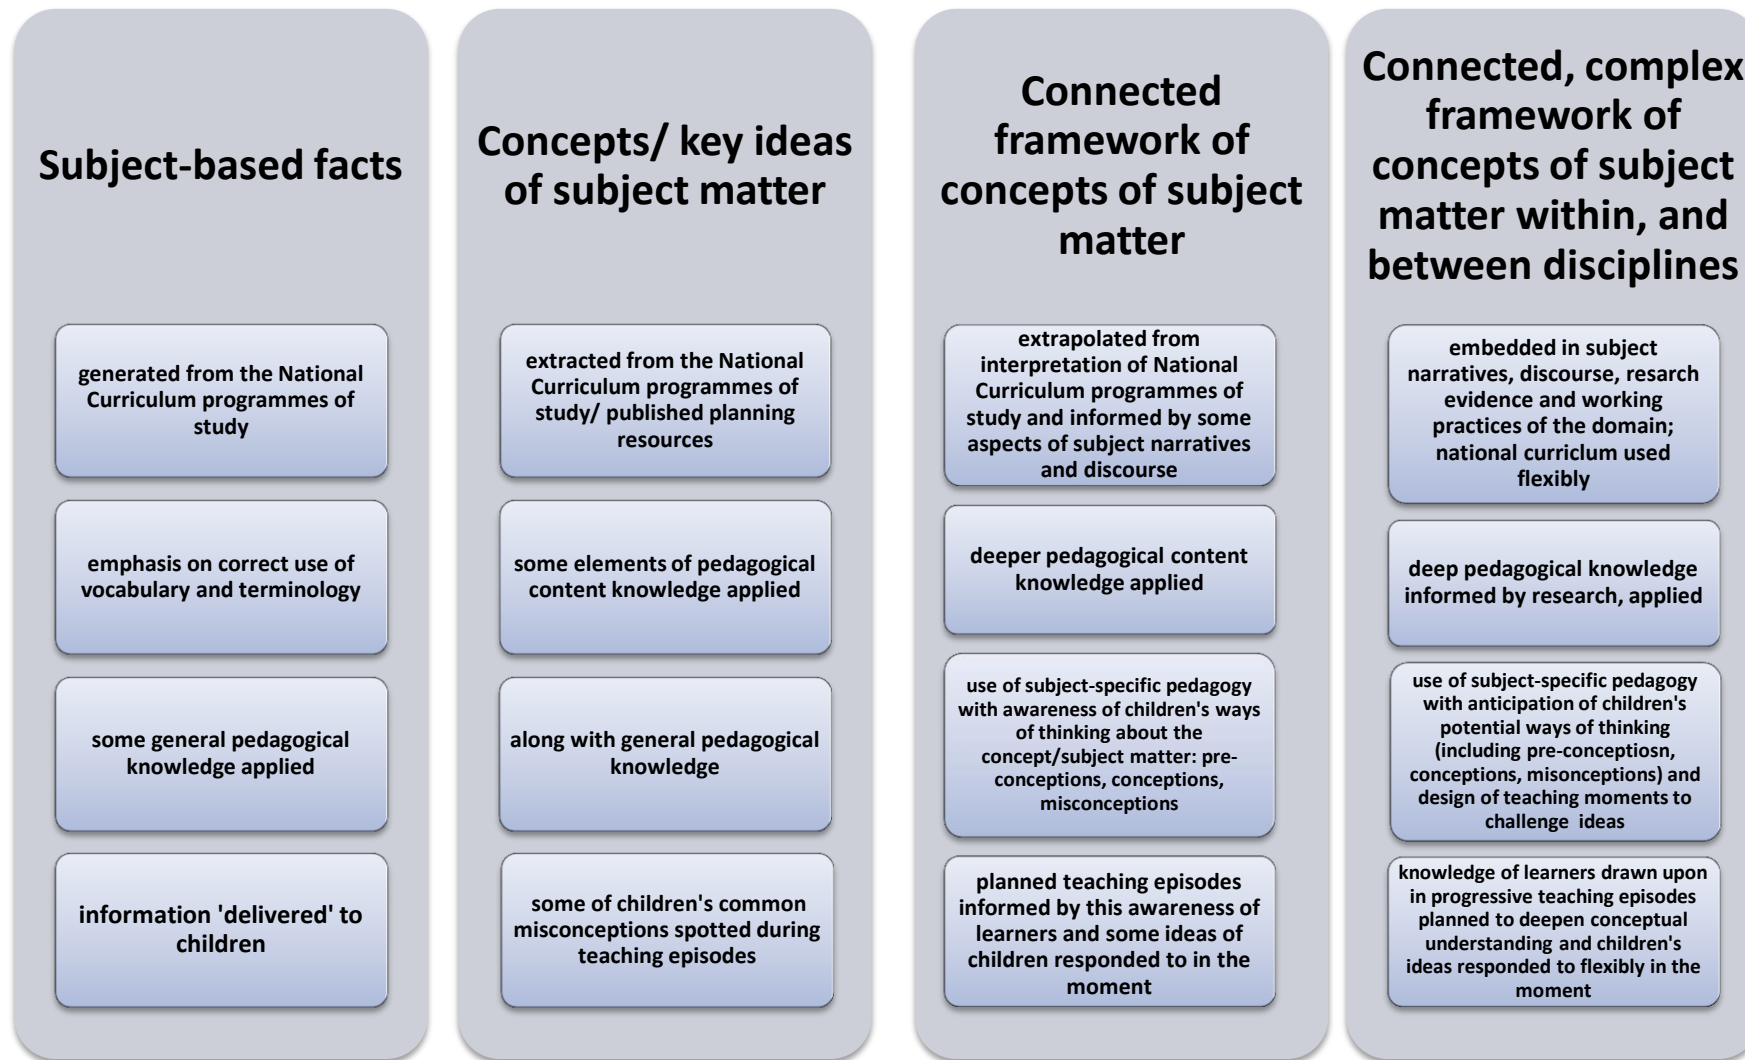 Subject-based facts
generated from the National
Curriculum programmes of
study
emphasis on correct use of
vocabulary and terminology
some general pedagogical
knowledge applied
information 'delivered' to
children
Concepts/ key ideas
of subject matter
extracted from the National
Curriculum programmes of
study/ published planning
resources
some elements of pedagogical
content knowledge applied
along with general pedagogical
knowledge
some of children's common
misconceptions spotted during
teaching episodes
Connected
framework of
concepts of subject
matter
extrapolated from
interpretation of National
Curriculum programmes of
study and informed by some
aspects of subject narratives
and discourse
deeper pedagogical content
knowledge applied
use of subject-specific pedagogy
with awareness of children's ways
of thinking about the
concept/subject matter: pre-
conceptions, conceptions,
misconceptions
planned teaching episodes
informed by this awareness of
learners and some ideas of
children responded to in the
moment
Connected, complex
framework of
concepts of subject
matter within, and
between disciplines
embedded in subject
narratives, discourse, resarch
evidence and working
practices of the domain;
national curriclum used
flexibly
deep pedagogical knowledge
informed by research, applied
use of subject-specific pedagogy
with anticipation of children's
potential ways of thinking
(including pre-conceptiosn,
conceptions, misonceptions) and
design of teaching moments to
challenge ideas
knowledge of learners drawn upon
in progressive teaching episodes
planned to deepen conceptual
understanding and children's
ideas responded to flexibly in the
moment